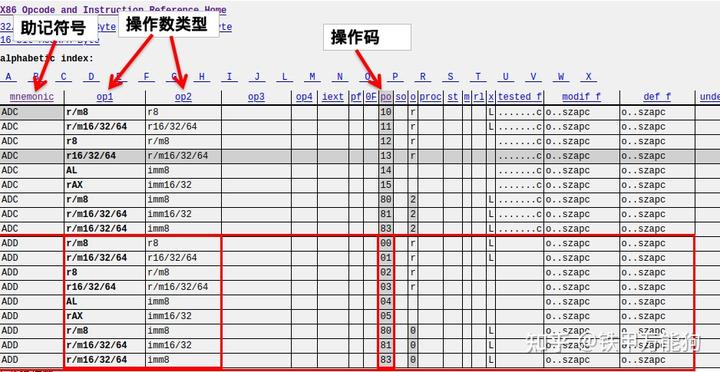 X86 Opcode and Instruction Reference Home
助记符号
操作数类型
操作码
alphabetic index:
A B C D E F G H I J L M N O P R S T U V W X
mnemonic op1 op2 op3 op4 iext pf 0F po so o proc st m rl x tested f modif f def f unde
ADC r/m8 r8 10 r L .......c o..szapc o..szapc
ADC r/m16/32/64 r16/32/64 11 r L .......c o..szapc o..szapc
ADC r8 r/m8 12 r .......c o..szapc o..szapc
ADC r16/32/64 r/m16/32/64 13 r .......c o..szapc o..szapc
ADC AL imm8 14 .......c o..szapc o..szapc
ADC rAX imm16/32 15 .......c o..szapc o..szapc
ADC r/m8 imm8 80 2 L .......c o..szapc o..szapc
ADC r/m16/32/64 imm16/32 81 2 L .......c o..szapc o..szapc
ADC r/m16/32/64 imm8 83 2 L .......c o..szapc o..szapc
ADD r/m8 r8 00 r L o..szapc o..szapc
ADD r/m16/32/64 r16/32/64 01 r L o..szapc o..szapc
ADD r8 r/m8 02 r o..szapc o..szapc
ADD r16/32/64 r/m16/32/64 03 r o..szapc o..szapc
ADD AL imm8 04 o..szapc o..szapc
ADD rAX imm16/32 05 o..szapc o..szapc
ADD r/m8 imm8 80 0 L o..szapc o..szapc
ADD r/m16/32/64 imm16/32 81 0 L o..szapc o..szapc
ADD r/m16/32/64 imm8 83 0 L o..szapc o..szapc
知乎 @铁甲万能狗